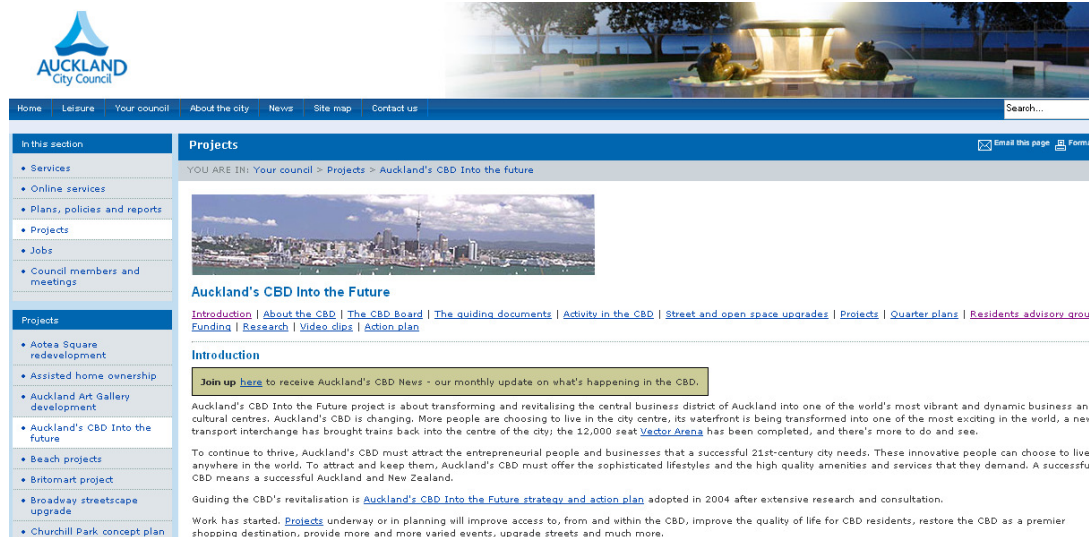 AUCKLAND
City Council
Home Leisure Your council About the city News Site map Contact us
Search...
In this section
• Services
• Online services
• Plans, policies and reports
• Projects
• Jobs
• Council members and
meetings
Projects
• Aotea Square
redevelopment
• Assisted home ownership
• Auckland Art Gallery
development
• Auckland's CBD Into the
future
• Beach projects
• Britomart project
• Broadway streetscape
upgrade
• Churchill Park concept plan
Projects
Email this page
YOU ARE IN: Your council > Projects > Auckland's CBD Into the future
Auckland's CBD Into the Future
Introduction | About the CBD | The CBD Board | The guiding documents | Activity in the CBD | Street and open space upgrades | Projects | Quarter plans | Residents advisory
Funding | Research | Video clips | Action plan
Introduction
Join up here to receive Auckland's CBD News - our monthly update on what's happening in the CBD.
Auckland's CBD Into the Future project is about transforming and revitalising the central business district of Auckland into one of the world's most vibrant and dynamic business
cultural centres. Auckland's CBD is changing. More people are choosing to live in the city centre, its waterfront is being transformed into one of the most exciting in the world, a new
transport interchange has brought trains back into the centre of the city; the 12,000 seat Vector Arena has been completed, and there's more to do and see.
To continue to thrive, Auckland's CBD must attract the entrepreneurial people and businesses that a successful 21st-century city needs. These innovative people can choose to live
anywhere in the world. To attract and keep them, Auckland's CBD must offer the sophisticated lifestyles and the high quality amenities and services that they demand. A
CBD means a successful Auckland and New Zealand.
Guiding the CBD's revitalisation is Auckland's CBD Into the Future strategy and action plan adopted in 2004 after extensive research and consultation.
Work has started. Projects underway or in planning will improve access to, from and within the CBD, improve the quality of life for CBD residents, restore the CBD as a premier
shopping destination, provide more and more varied events, upgrade streets and much more.